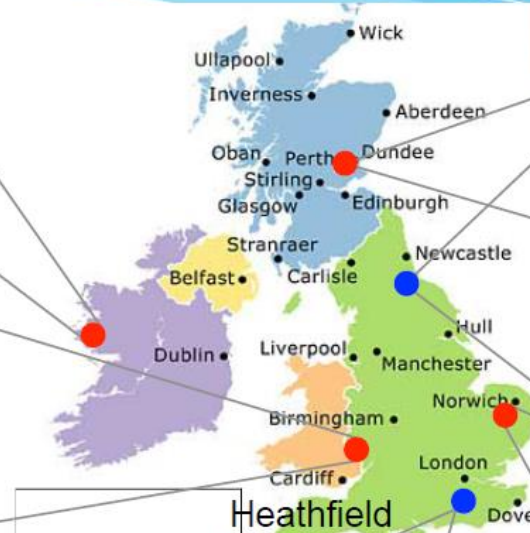 Wick
Ullapool
Inverness
Aberdeen
Oban
Perth
Dundee
Stirling
Glasgow
Edinburgh
Stranraer
Newcastle
Belfast
Carlisle
Hull
Dublin
Liverpool
Manchester
Norwich
Birmingham
London
Cardiff
Heathfield
Dove